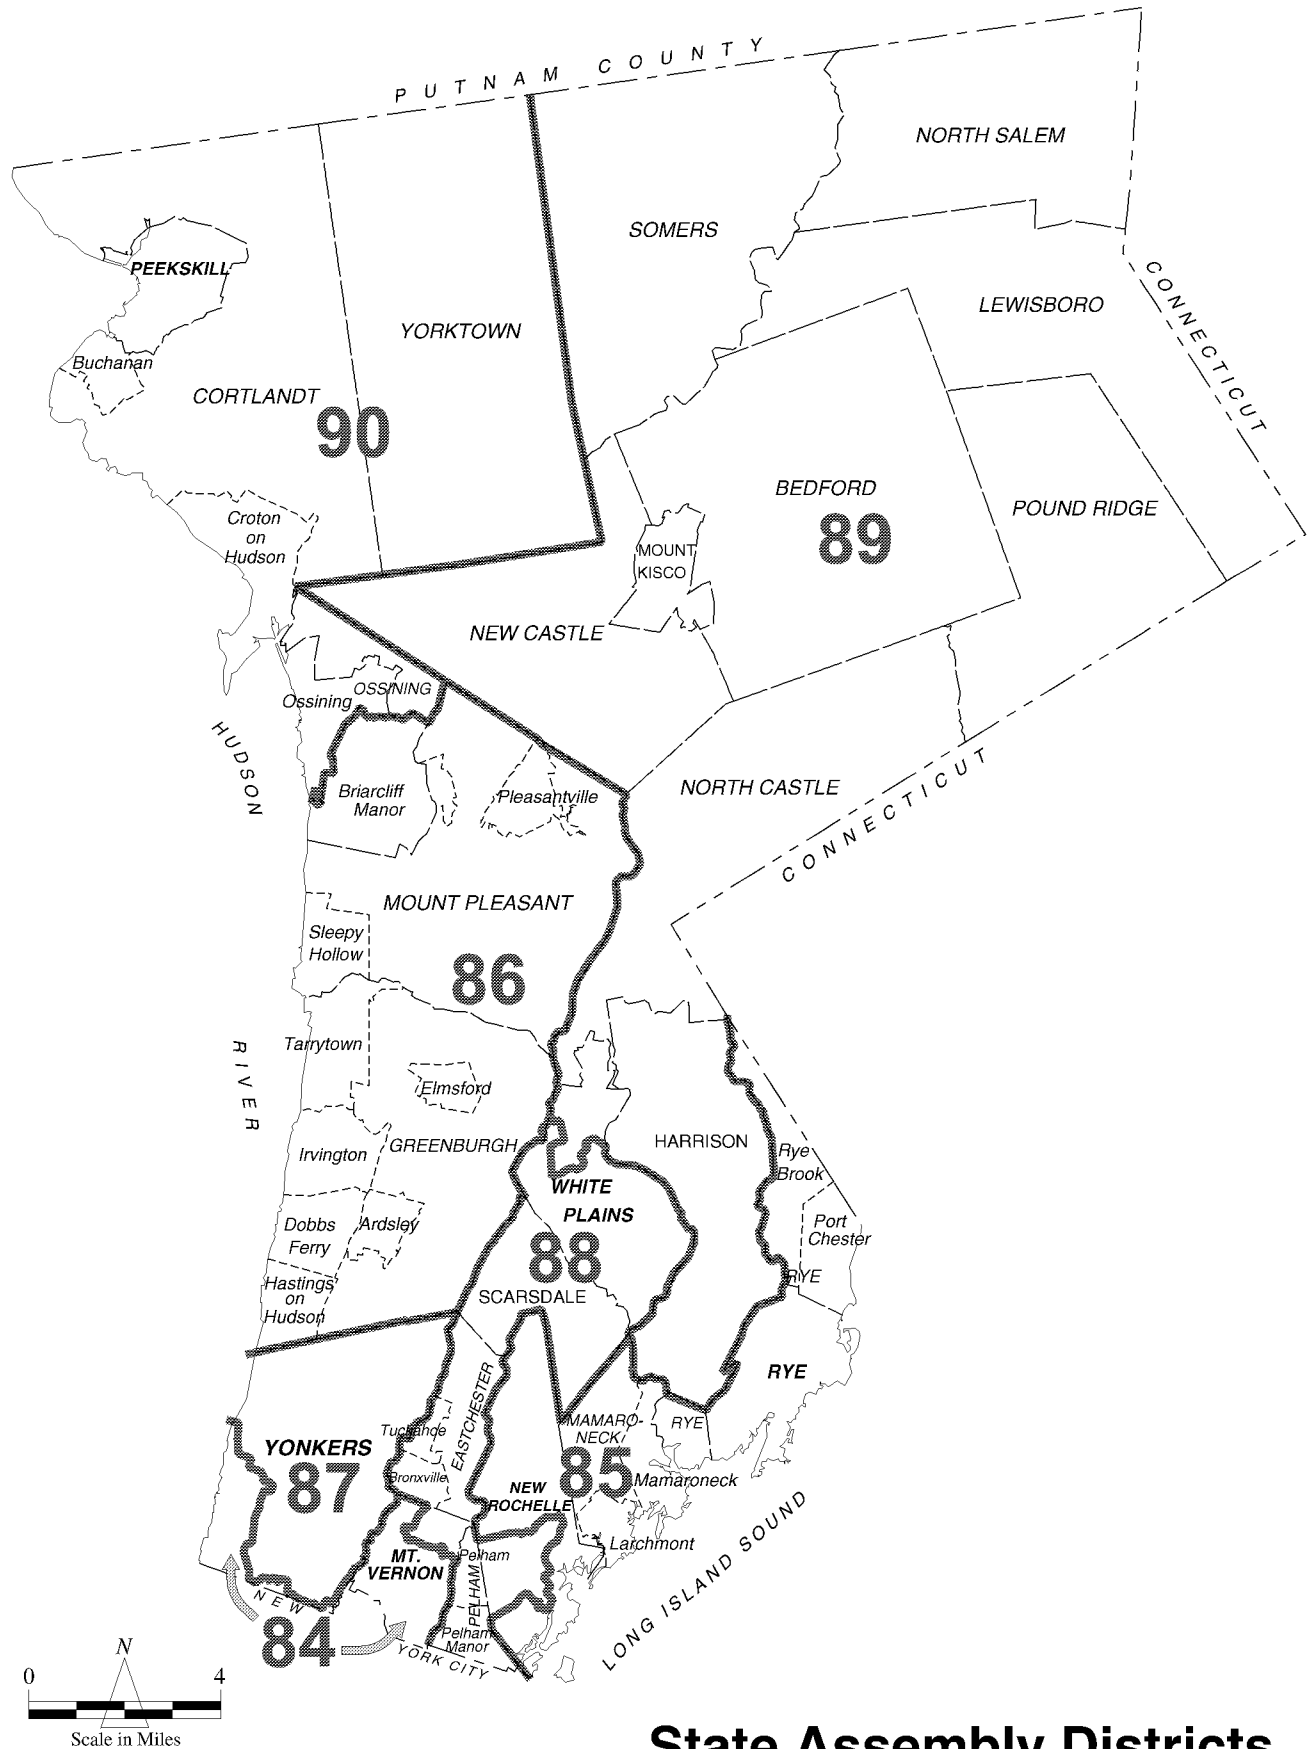 PUTNAM COUNTY
NORTH SALEM
SOMERS
PEEKSKILL
CONNECTICUT
LEWISBORO
YORKTOWN
Buchanan
CORTLANDT
90
BEDFORD
POUND RIDGE
89
Croton
on
Hudson
MOUNT
KISCO
NEW CASTLE
OSSINING
Ossining
HUDSON
Briarcliff
Manor
Pleasantville
NORTH CASTLE
CONNECTICUT
MOUNT PLEASANT
Sleepy
Hollow
86
RIVER
Tarrytown
Elmsford
GREENBURGH
HARRISON
Irvington
Rye
Brook
WHITE
PLAINS
Dobbs
Ferry
Ardsley
Port
Chester
88
RYE
Hastings
on
Hudson
SCARSDALE
RYE
EASTCHESTER
MAMARO-
NECK
RYE
Tuckahoe
YONKERS
87
Bronxville
85
Mamaroneck
NEW
ROCHELLE
LONG ISLAND SOUND
Larchmont
MT.
VERNON
Pelham
PELHAM
NEW
84
Pelham
Manor
YORK CITY
N
0 4
Scale in Miles
State Assembly Districts